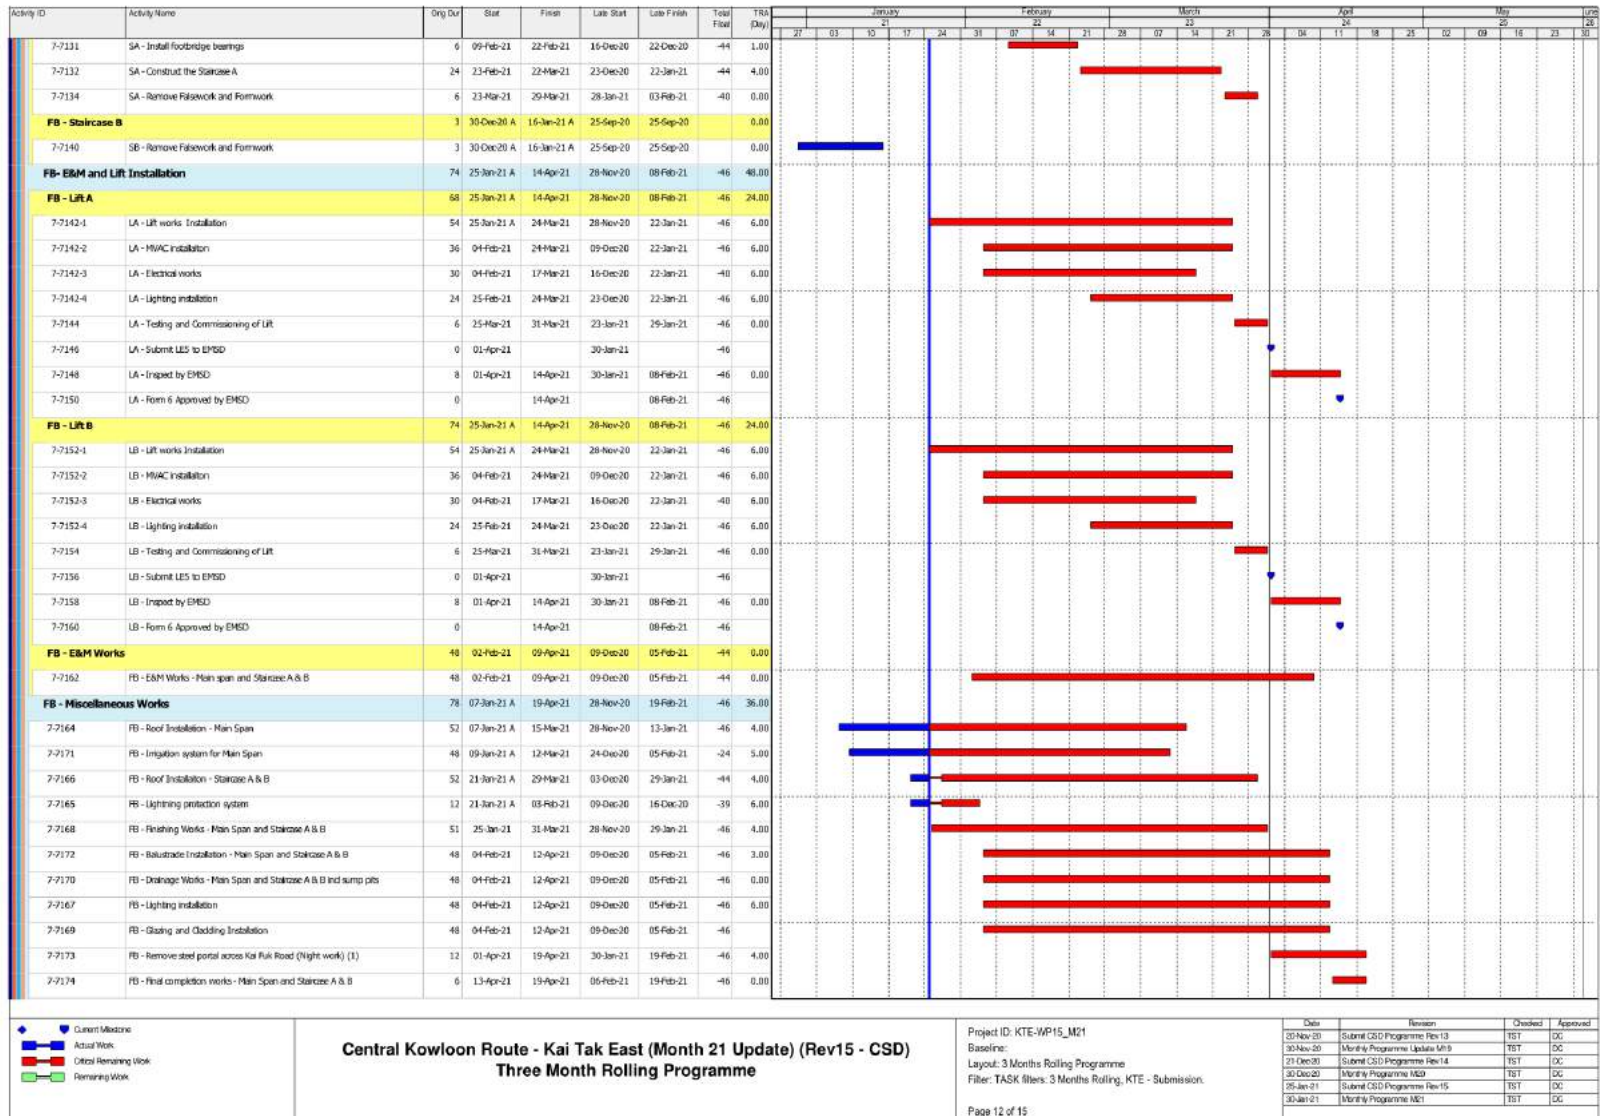 Activity ID Activity Name Orig Dur Start Finish Late Start Late Finish Total Float TRA (Day) January February March April May June
21 22 23 24 25 26
27 03 10 17 24 31 07 14 21 28 07 14 21 28 04 11 18 25 02 09 16 23 30
7-7131 SA - Install footbridge bearings 6 09-Feb-21 22-Feb-21 16-Dec-20 22-Dec-20 -44 1.00
7-7132 SA - Construct the Staircase A 24 23-Feb-21 22-Mar-21 23-Dec-20 22-Jan-21 -44 4.00
7-7134 SA - Remove Falsework and Formwork 6 23-Mar-21 29-Mar-21 28-Jan-21 03-Feb-21 -40 0.00
FB - Staircase B 3 30-Dec-20 A 16-Jan-21 A 25-Sep-20 25-Sep-20 0.00
7-7140 SB - Remove Falsework and Formwork 3 30-Dec-20 A 16-Jan-21 A 25-Sep-20 25-Sep-20 0.00
FB- E&M and Lift Installation 74 25-Jan-21 A 14-Apr-21 28-Nov-20 08-Feb-21 -46 48.00
FB - Lift A 68 25-Jan-21 A 14-Apr-21 28-Nov-20 08-Feb-21 -46 24.00
7-7142-1 LA - Lift works Installation 54 25-Jan-21 A 24-Mar-21 28-Nov-20 22-Jan-21 -46 6.00
7-7142-2 LA - MVAC installaiton 36 04-Feb-21 24-Mar-21 09-Dec-20 22-Jan-21 -46 6.00
7-7142-3 LA - Electrical works 30 04-Feb-21 17-Mar-21 16-Dec-20 22-Jan-21 -40 6.00
7-7142-4 LA - Lighting installation 24 25-Feb-21 24-Mar-21 23-Dec-20 22-Jan-21 -46 6.00
7-7144 LA - Testing and Commissioning of Lift 6 25-Mar-21 31-Mar-21 23-Jan-21 29-Jan-21 -46 0.00
7-7146 LA - Submit LE5 to EMSD 0 01-Apr-21 30-Jan-21 -46
7-7148 LA - Inspect by EMSD 8 01-Apr-21 14-Apr-21 30-Jan-21 08-Feb-21 -46 0.00
7-7150 LA - Form 6 Approved by EMSD 0 14-Apr-21 08-Feb-21 -46
FB - Lift B 74 25-Jan-21 A 14-Apr-21 28-Nov-20 08-Feb-21 -46 24.00
7-7152-1 LB - Lift works Installation 54 25-Jan-21 A 24-Mar-21 28-Nov-20 22-Jan-21 -46 6.00
7-7152-2 LB - MVAC installaiton 36 04-Feb-21 24-Mar-21 09-Dec-20 22-Jan-21 -46 6.00
7-7152-3 LB - Electrical works 30 04-Feb-21 17-Mar-21 16-Dec-20 22-Jan-21 -40 6.00
7-7152-4 LB - Lighting installation 24 25-Feb-21 24-Mar-21 23-Dec-20 22-Jan-21 -46 6.00
7-7154 LB - Testing and Commissioning of Lift 6 25-Mar-21 31-Mar-21 23-Jan-21 29-Jan-21 -46 0.00
7-7156 LB - Submit LE5 to EMSD 0 01-Apr-21 30-Jan-21 -46
7-7158 LB - Inspect by EMSD 8 01-Apr-21 14-Apr-21 30-Jan-21 08-Feb-21 -46 0.00
7-7160 LB - Form 6 Approved by EMSD 0 14-Apr-21 08-Feb-21 -46
FB - E&M Works 48 02-Feb-21 09-Apr-21 09-Dec-20 05-Feb-21 -44 0.00
7-7162 FB - E&M Works - Main span and Staircase A & B 48 02-Feb-21 09-Apr-21 09-Dec-20 05-Feb-21 -44 0.00
FB - Miscellaneous Works 78 07-Jan-21 A 19-Apr-21 28-Nov-20 19-Feb-21 -46 36.00
7-7164 FB - Roof Installation - Main Span 52 07-Jan-21 A 15-Mar-21 28-Nov-20 13-Jan-21 -46 4.00
7-7171 FB - Irrigation system for Main Span 48 09-Jan-21 A 12-Mar-21 24-Dec-20 05-Feb-21 -24 5.00
7-7166 FB - Roof Installation - Staircase A & B 52 21-Jan-21 A 29-Mar-21 03-Dec-20 29-Jan-21 -44 4.00
7-7165 FB - Lightning protection system 12 21-Jan-21 A 03-Feb-21 09-Dec-20 16-Dec-20 -39 6.00
7-7168 FB - Finishing Works - Main Span and Staircase A & B 51 25-Jan-21 31-Mar-21 28-Nov-20 29-Jan-21 -46 4.00
7-7172 FB - Balustrade Installation - Main Span and Staircase A & B 48 04-Feb-21 12-Apr-21 09-Dec-20 05-Feb-21 -46 3.00
7-7170 FB - Drainage Works - Main Span and Staircase A & B incl sump pits 48 04-Feb-21 12-Apr-21 09-Dec-20 05-Feb-21 -46 0.00
7-7167 FB - Lighting installation 48 04-Feb-21 12-Apr-21 09-Dec-20 05-Feb-21 -46 6.00
7-7169 FB - Glazing and Cladding Installation 48 04-Feb-21 12-Apr-21 09-Dec-20 05-Feb-21 -46
7-7173 FB - Remove steel portal across Kai Fuk Road (Night work) (1) 12 01-Apr-21 19-Apr-21 30-Jan-21 19-Feb-21 -46 4.00
7-7174 FB - Final completion works - Main Span and Staircase A & B 6 13-Apr-21 19-Apr-21 06-Feb-21 19-Feb-21 -46 0.00
Current Milestone
Actual Work
Critical Remaining Work
Remaining Work
Central Kowloon Route - Kai Tak East (Month 21 Update) (Rev15 - CSD)
Three Month Rolling Programme
Project ID: KTE-WP15_M21
Baseline:
Layout: 3 Months Rolling Programme
Filter: TASK filters: 3 Months Rolling, KTE - Submission.
Page 12 of 15
Date Revision Checked Approved
20-Nov-20 Submit CSD Programme Rev13 TST DC
30-Nov-20 Monthly Programme Update M19 TST DC
21-Dec-20 Submit CSD Programme Rev14 TST DC
30-Dec-20 Monthly Programme M20 TST DC
25-Jan-21 Submit CSD Programme Rev15 TST DC
30-Jan-21 Monthly Programme M21 TST DC